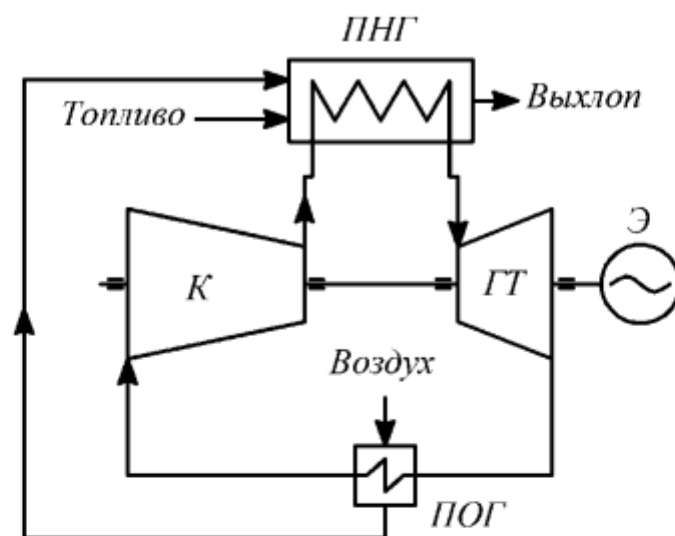 ПНГ
Топливо
Выхлоп
Э
К
ГТ
Воздух
ПОГ